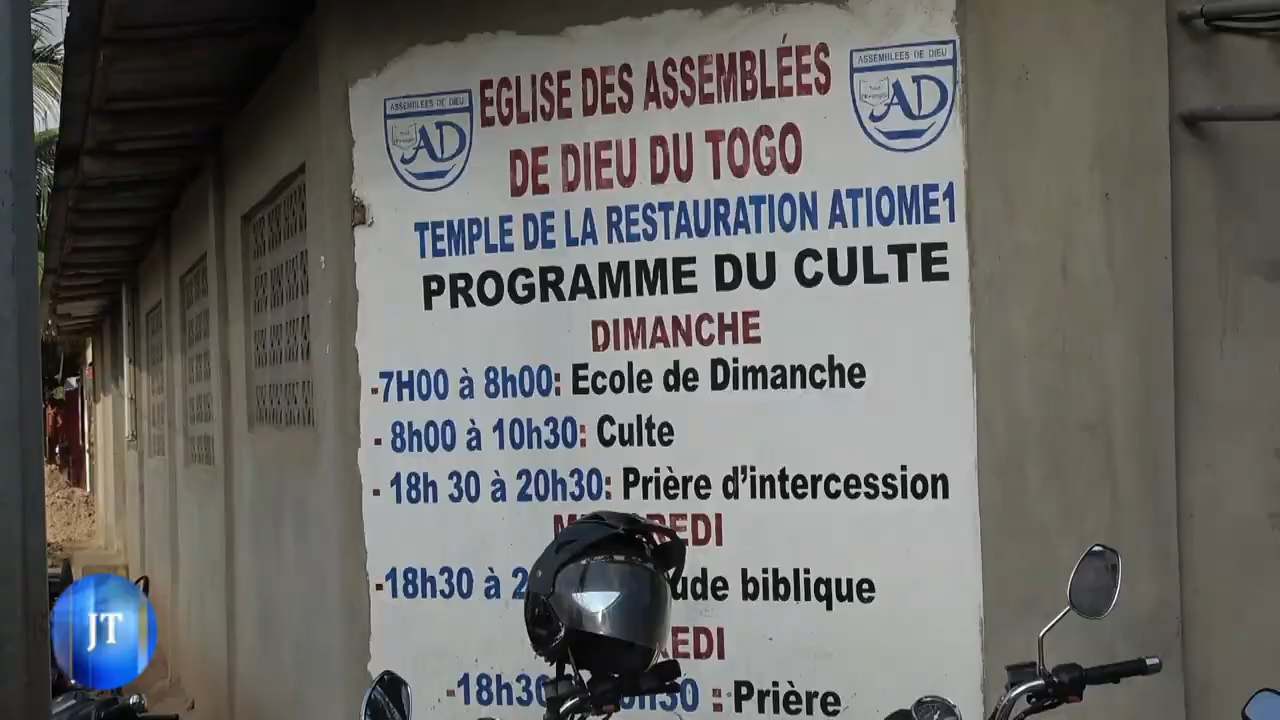 EGLISE DES ASSEMBLÉES
DE DIEU DU TOGO
ASSEMBLEES DE DIEU
AD
ASSEMBLEES DE DIEU
AD
TEMPLE DE LA RESTAURATION ATIOME1
PROGRAMME DU CULTE
DIMANCHE
-7H00 à 8h00: Ecole de Dimanche
- 8h00 à 10h30: Culte
- 18h 30 à 20h30: Prière d'intercession
-18h30 à biblique
: Prière
JT